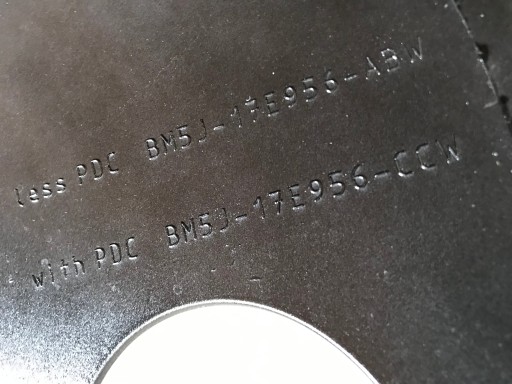 less PDC BM5J-17E956-ABW
with PDC BM5J-17E956-CCW